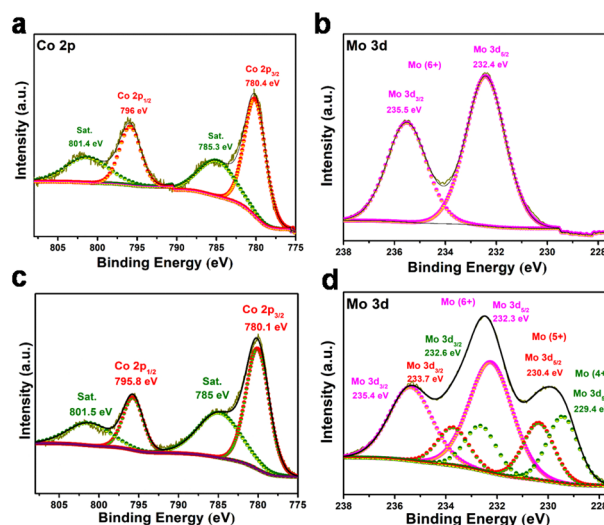 a
Co 2p
Co 2p3/2
780.4 eV
Co 2p1/2
796 eV
Sat.
801.4 eV
Sat.
785.3 eV
Intensity (a.u.)
805 800 795 790 785 780 775
Binding Energy (eV)
b
Mo 3d
Mo 3d5/2
232.4 eV
Mo (6+)
Mo 3d3/2
235.5 eV
Intensity (a.u.)
238 236 234 232 230 228
Binding Energy (eV)
c
Co 2p3/2
780.1 eV
Co 2p1/2
795.8 eV
Sat.
801.5 eV
Sat.
785 eV
Intensity (a.u.)
805 800 795 790 785 780 775
Binding Energy (eV)
d
Mo 3d
Mo (6+)
Mo 3d5/2
232.3 eV
Mo 3d3/2
232.6 eV
Mo 3d3/2
233.7 eV
Mo (5+)
Mo 3d5/2
230.4 eV
Mo (4+
229.4 eV
Mo 3d3/2
235.4 eV
Intensity (a.u.)
238 236 234 232 230 228
Binding Energy (eV)